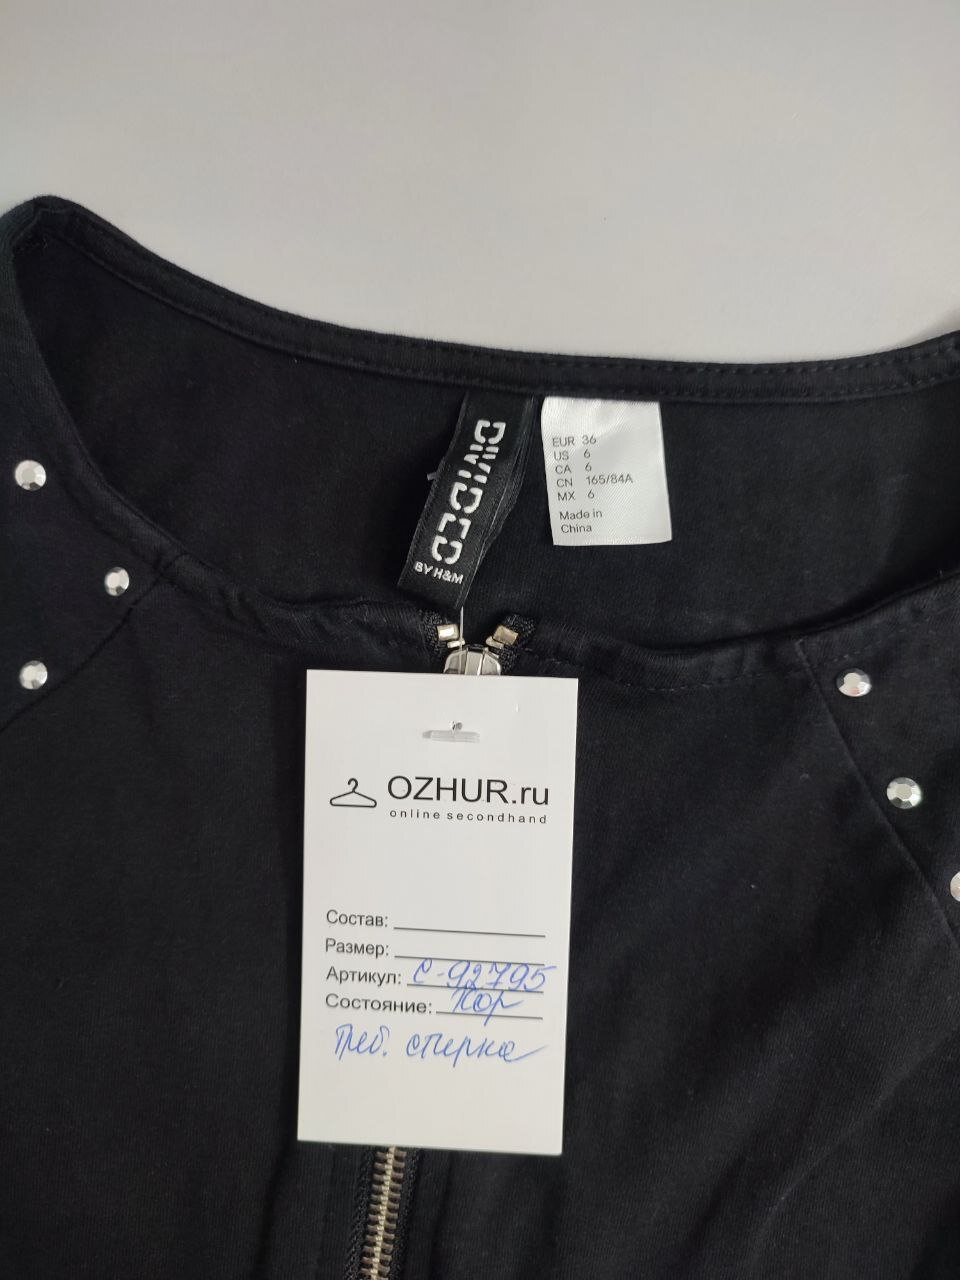 DIVIDED
BY H&M
EUR 36
US 6
CA 6
CN 165/84A
MX 6
Made in
China
OZHUR.ru
online secondhand
Состав:
Размер:
Артикул: С-92795
Состояние: Хор
Треб. стирка